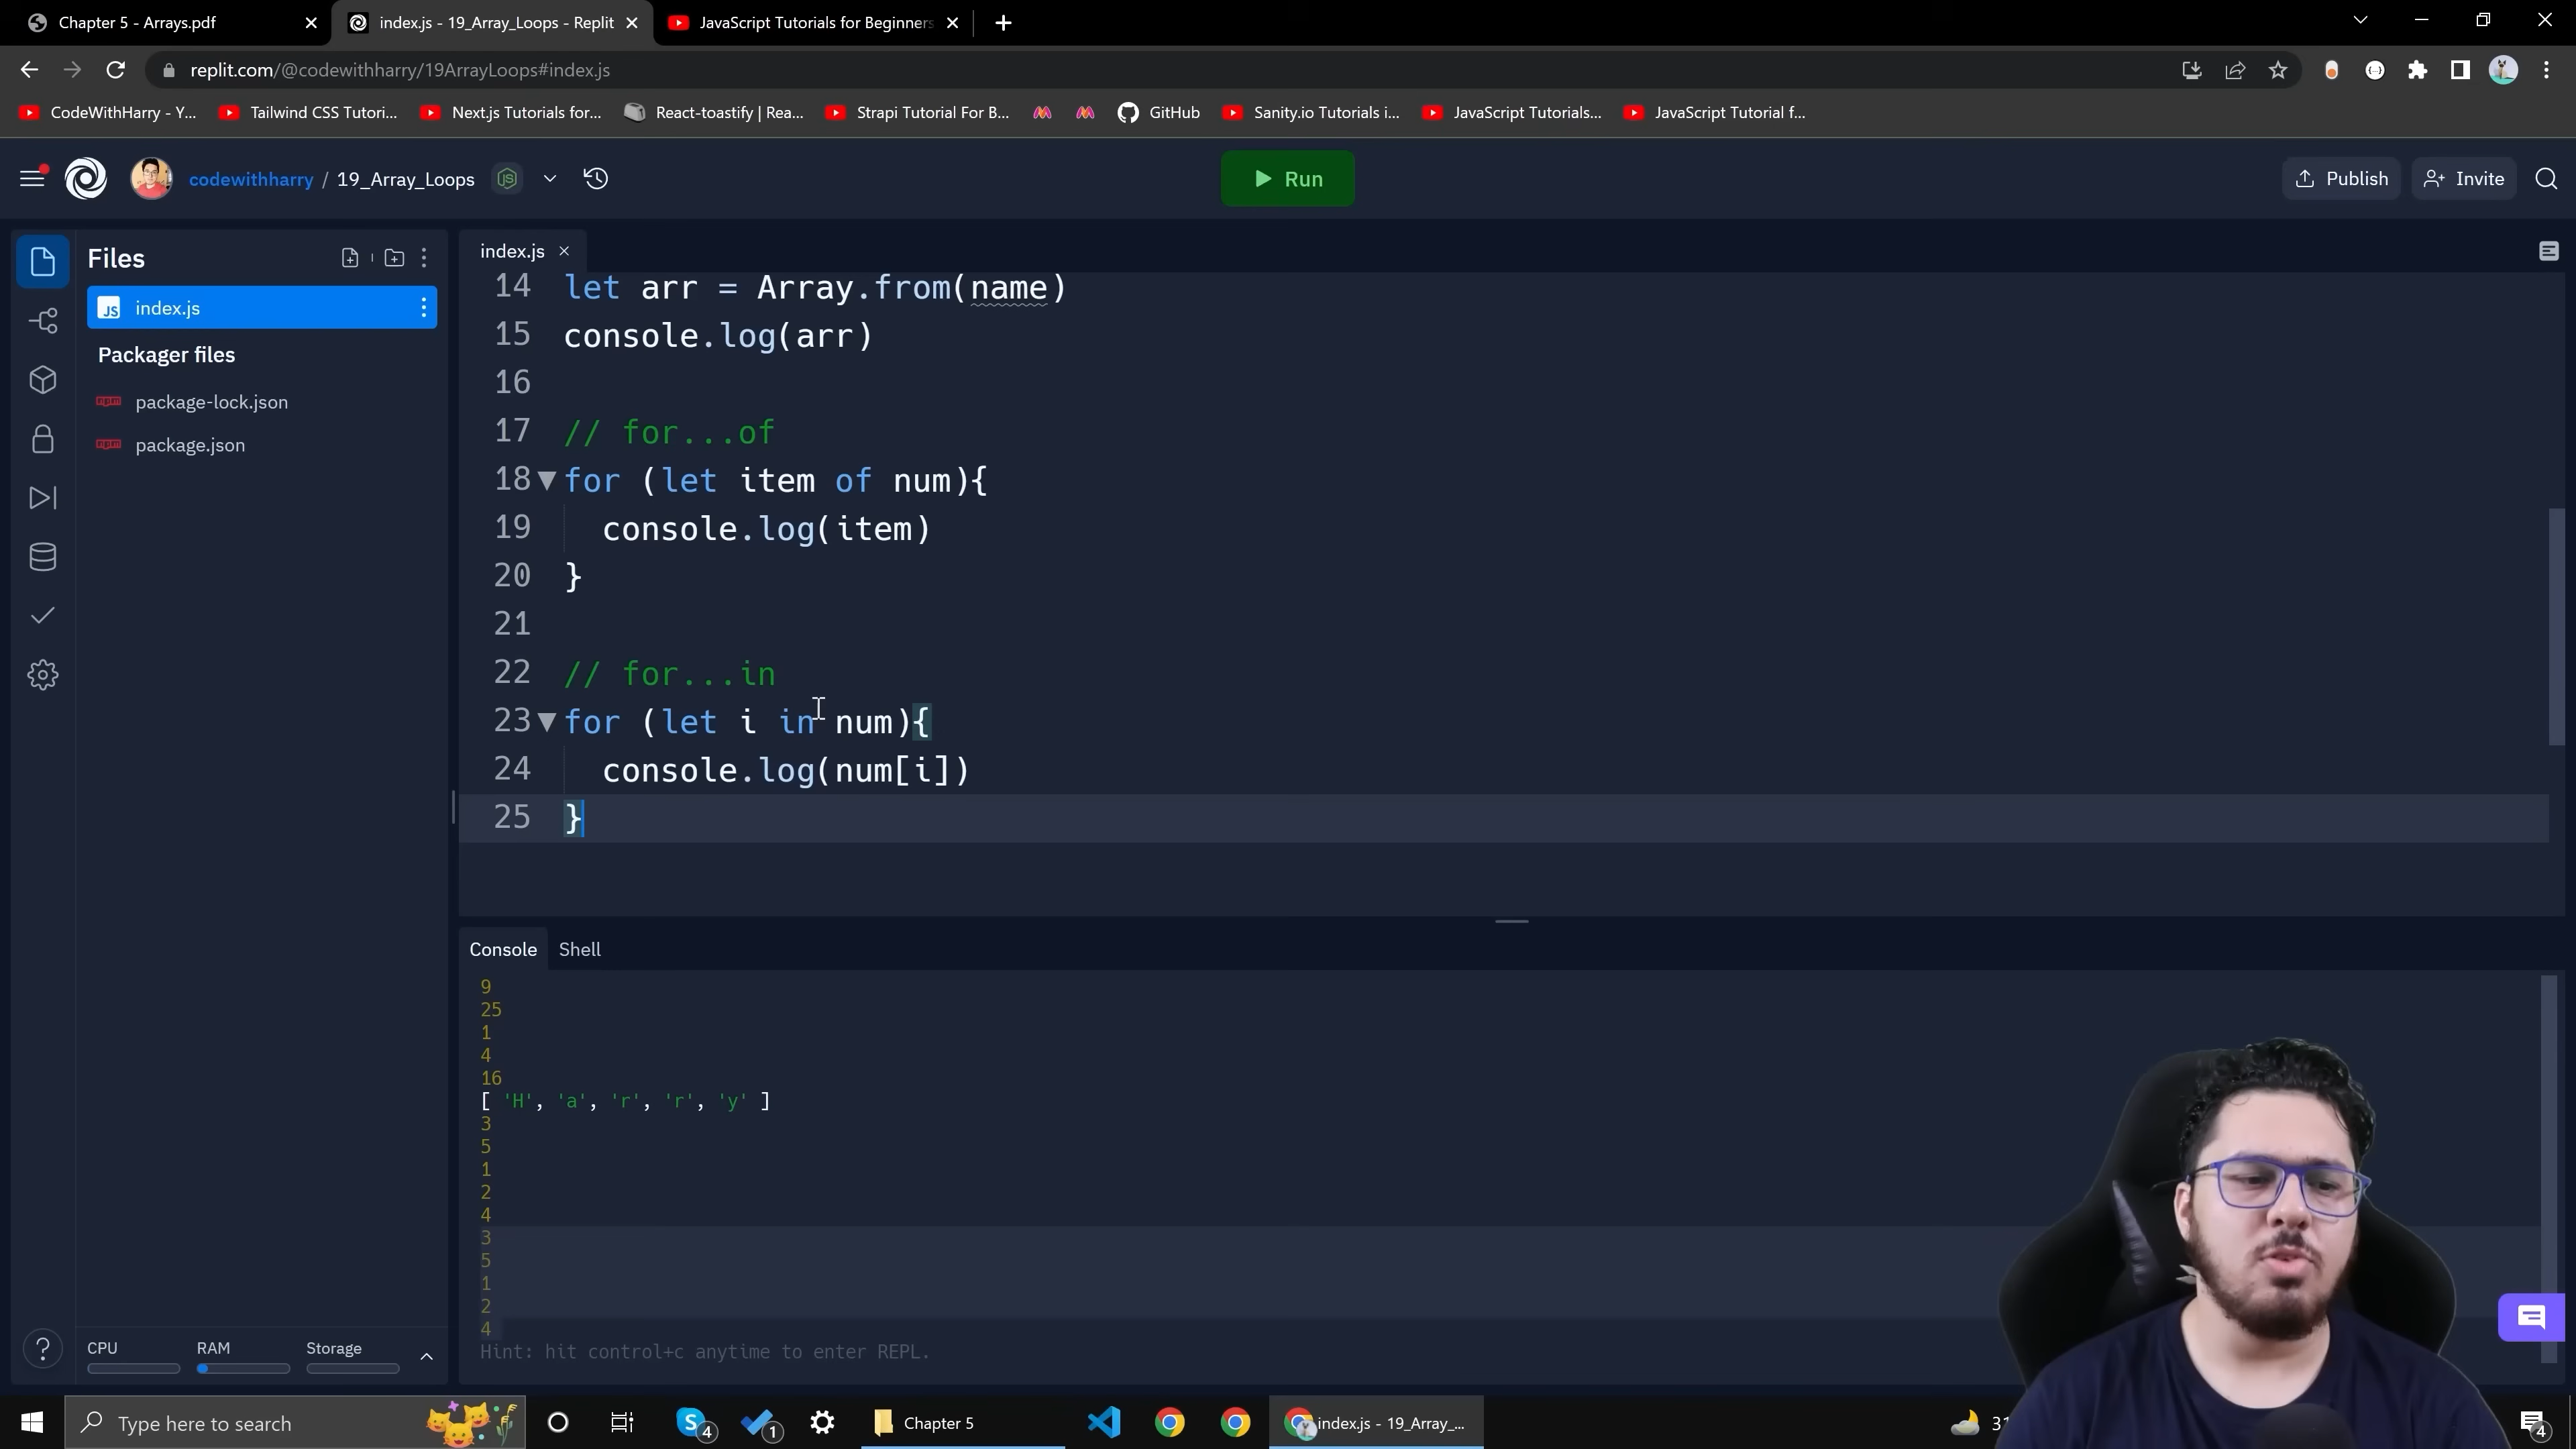 Chapter 5 - Arrays.pdf
index.js - 19_Array_Loops - Replit
JavaScript Tutorials for Beginners
replit.com/@codewithharry/19ArrayLoops#index.js
CodeWithHarry - Y...
Tailwind CSS Tutori...
Next.js Tutorials for...
React-toastify | Rea...
Strapi Tutorial For B...
GitHub
Sanity.io Tutorials i...
JavaScript Tutorials...
JavaScript Tutorial f...
codewithharry / 19_Array_Loops
Run
Publish
Invite
Files
index.js
Packager files
package-lock.json
package.json
index.js
14 let arr = Array.from(name)
15 console.log(arr)
16
17 // for...of
18 for (let item of num){
19 console.log(item)
20 }
21
22 // for...in
23 for (let i in num){
24 console.log(num[i])
25 }
Console
Shell
9
25
1
4
16
[ 'H', 'a', 'r', 'r', 'y' ]
3
5
1
2
4
3
5
1
2
4
Hint: hit control+c anytime to enter REPL.
CPU
RAM
Storage
Type here to search
4
1
Chapter 5
index.js - 19_Array_...
4